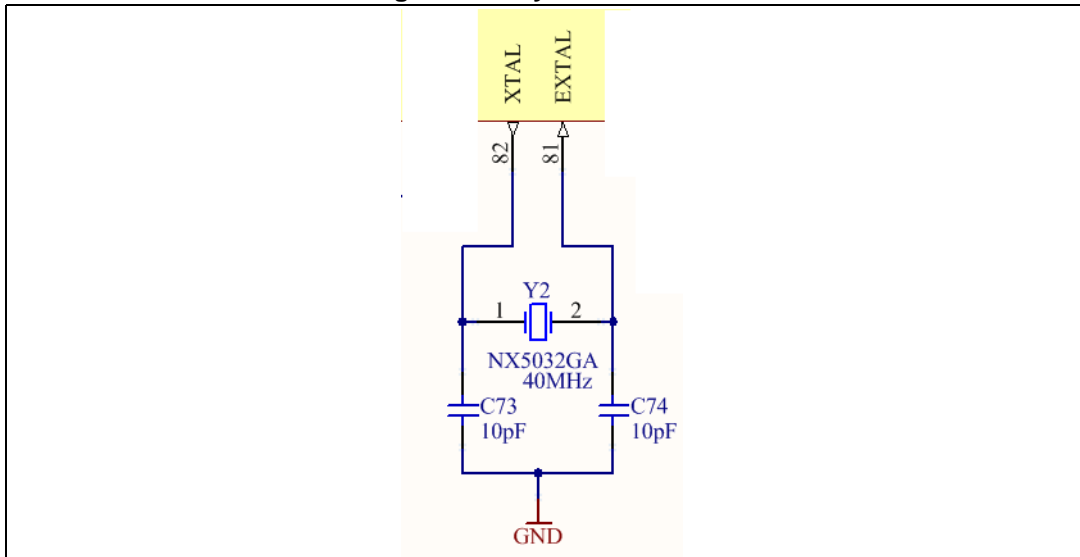 XTAL
EXTAL
82
81
Y2
1
2
NX5032GA
40MHz
C73
10pF
C74
10pF
GND